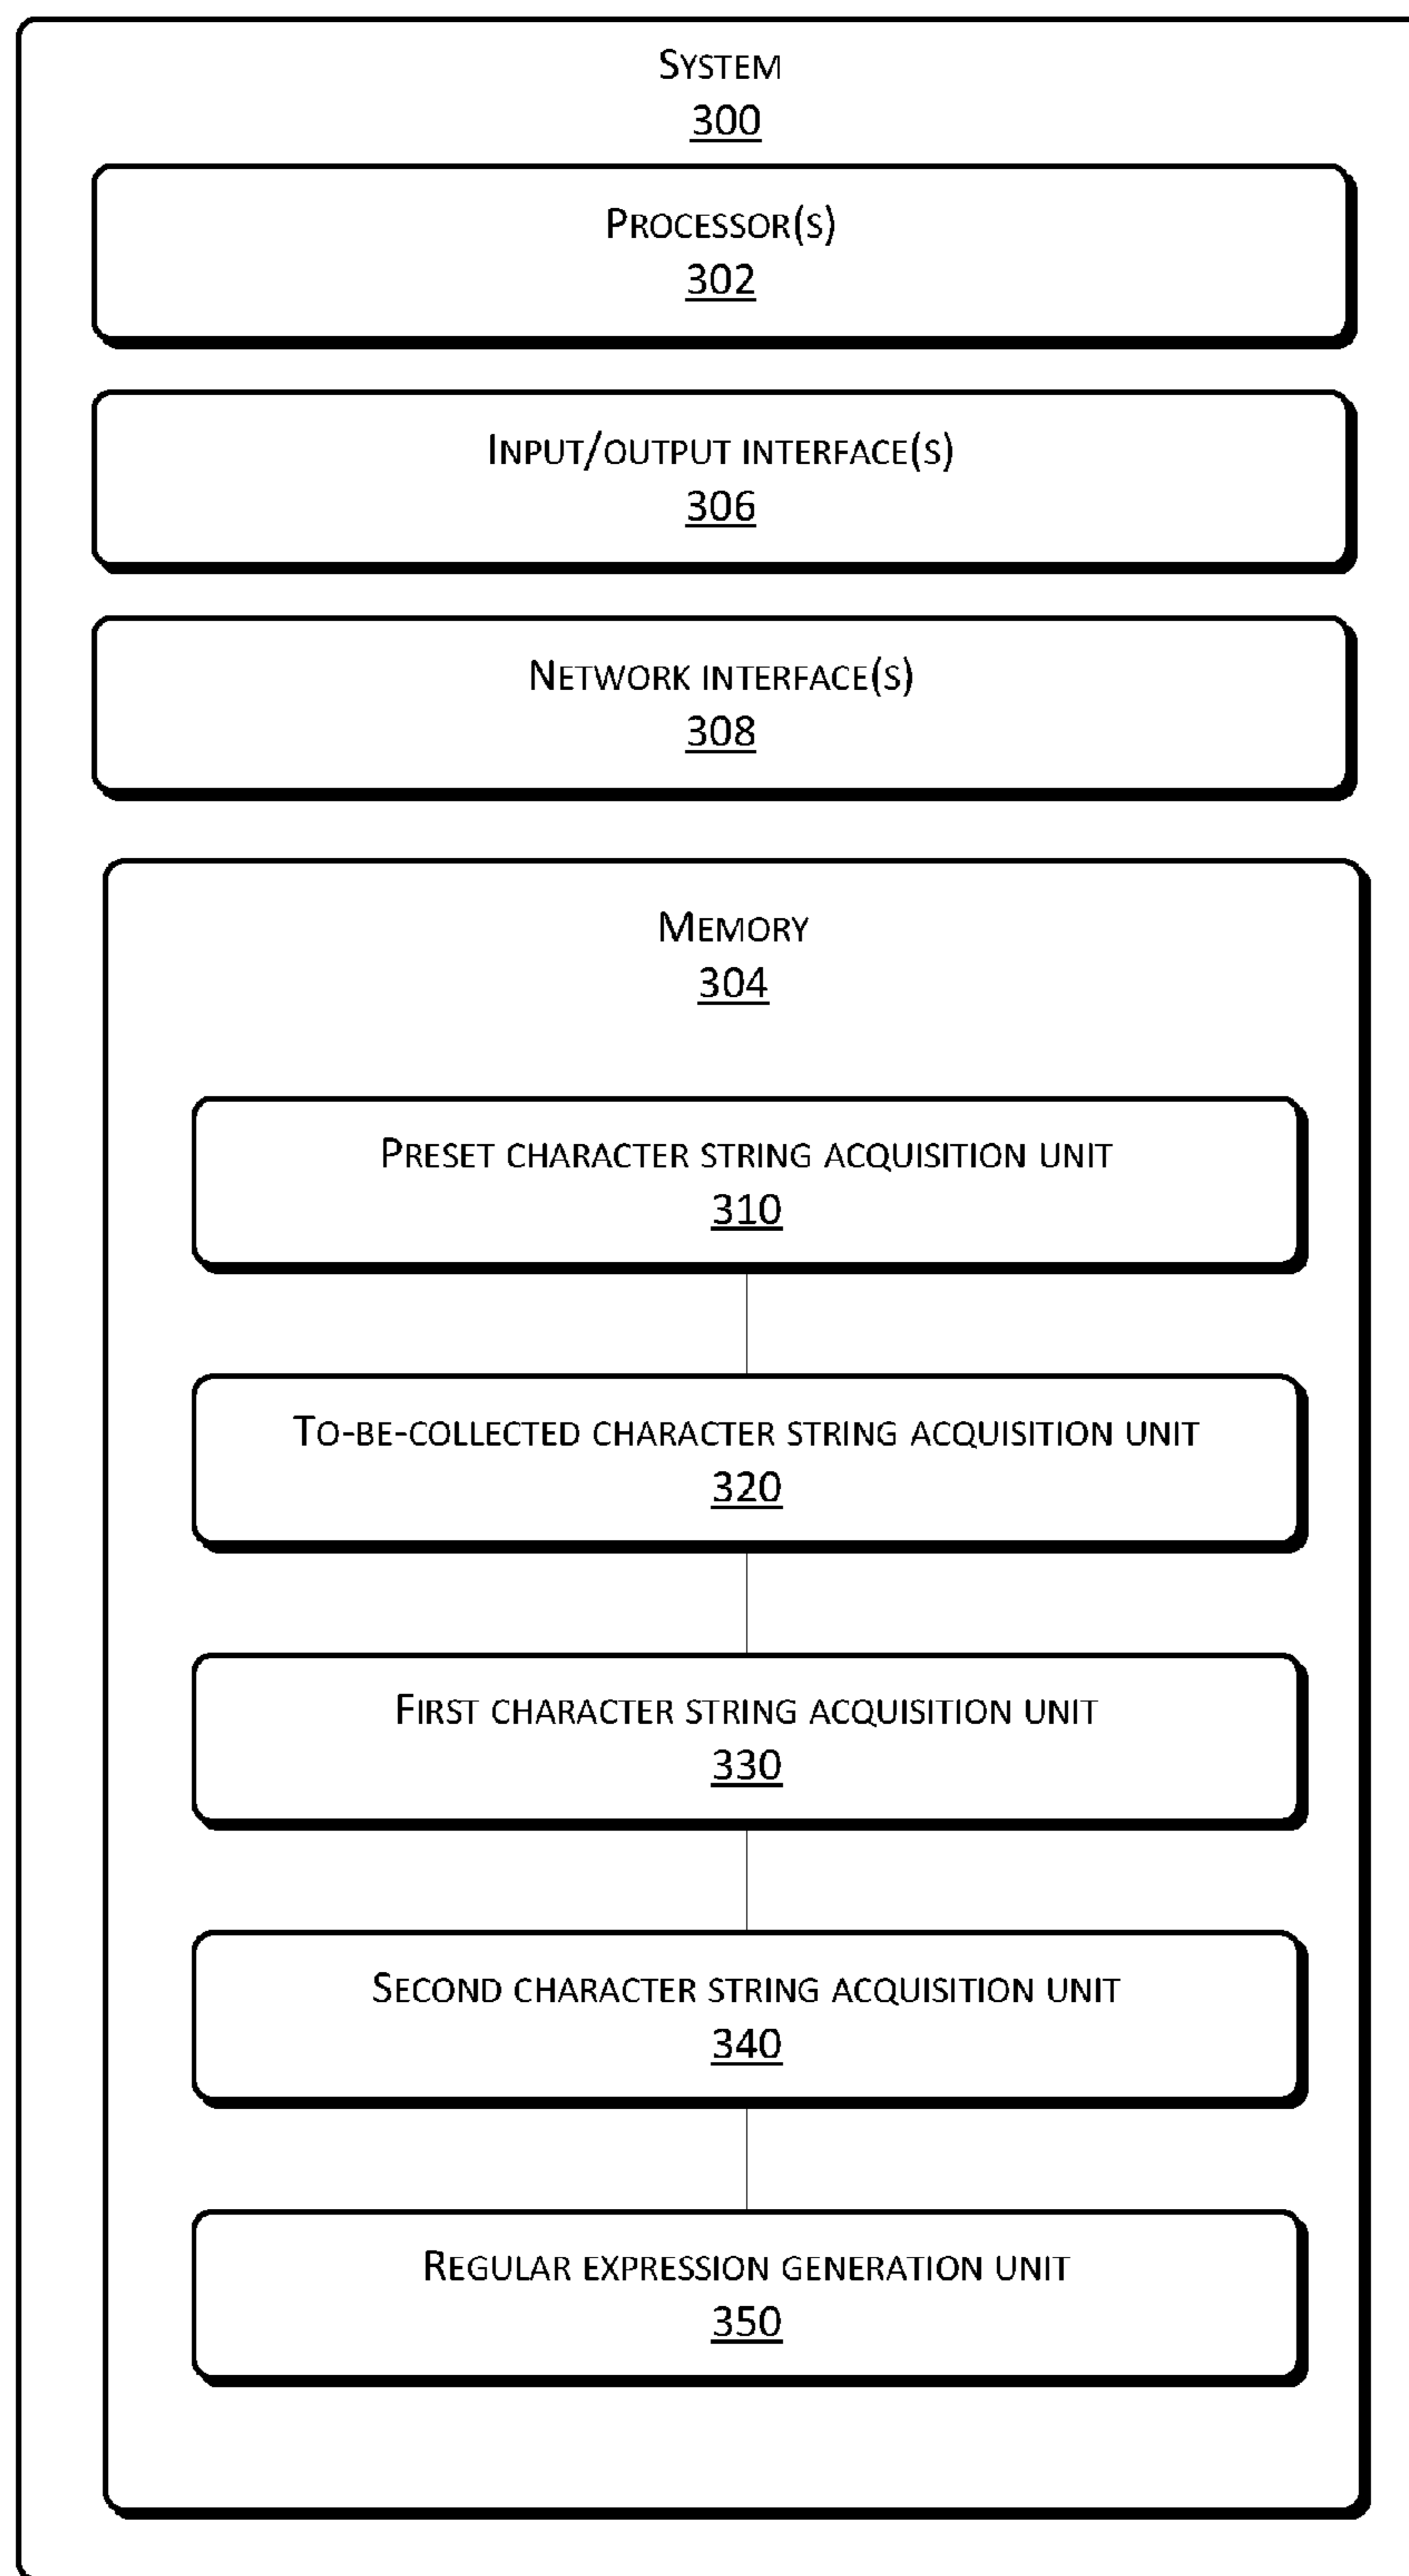 SYSTEM
300
PROCESSOR(S)
302
INPUT/OUTPUT INTERFACE(S)
306
NETWORK INTERFACE(S)
308
MEMORY
304
PRESET CHARACTER STRING ACQUISITION UNIT
310
TO-BE-COLLECTED CHARACTER STRING ACQUISITION UNIT
320
FIRST CHARACTER STRING ACQUISITION UNIT
330
SECOND CHARACTER STRING ACQUISITION UNIT
340
REGULAR EXPRESSION GENERATION UNIT
350